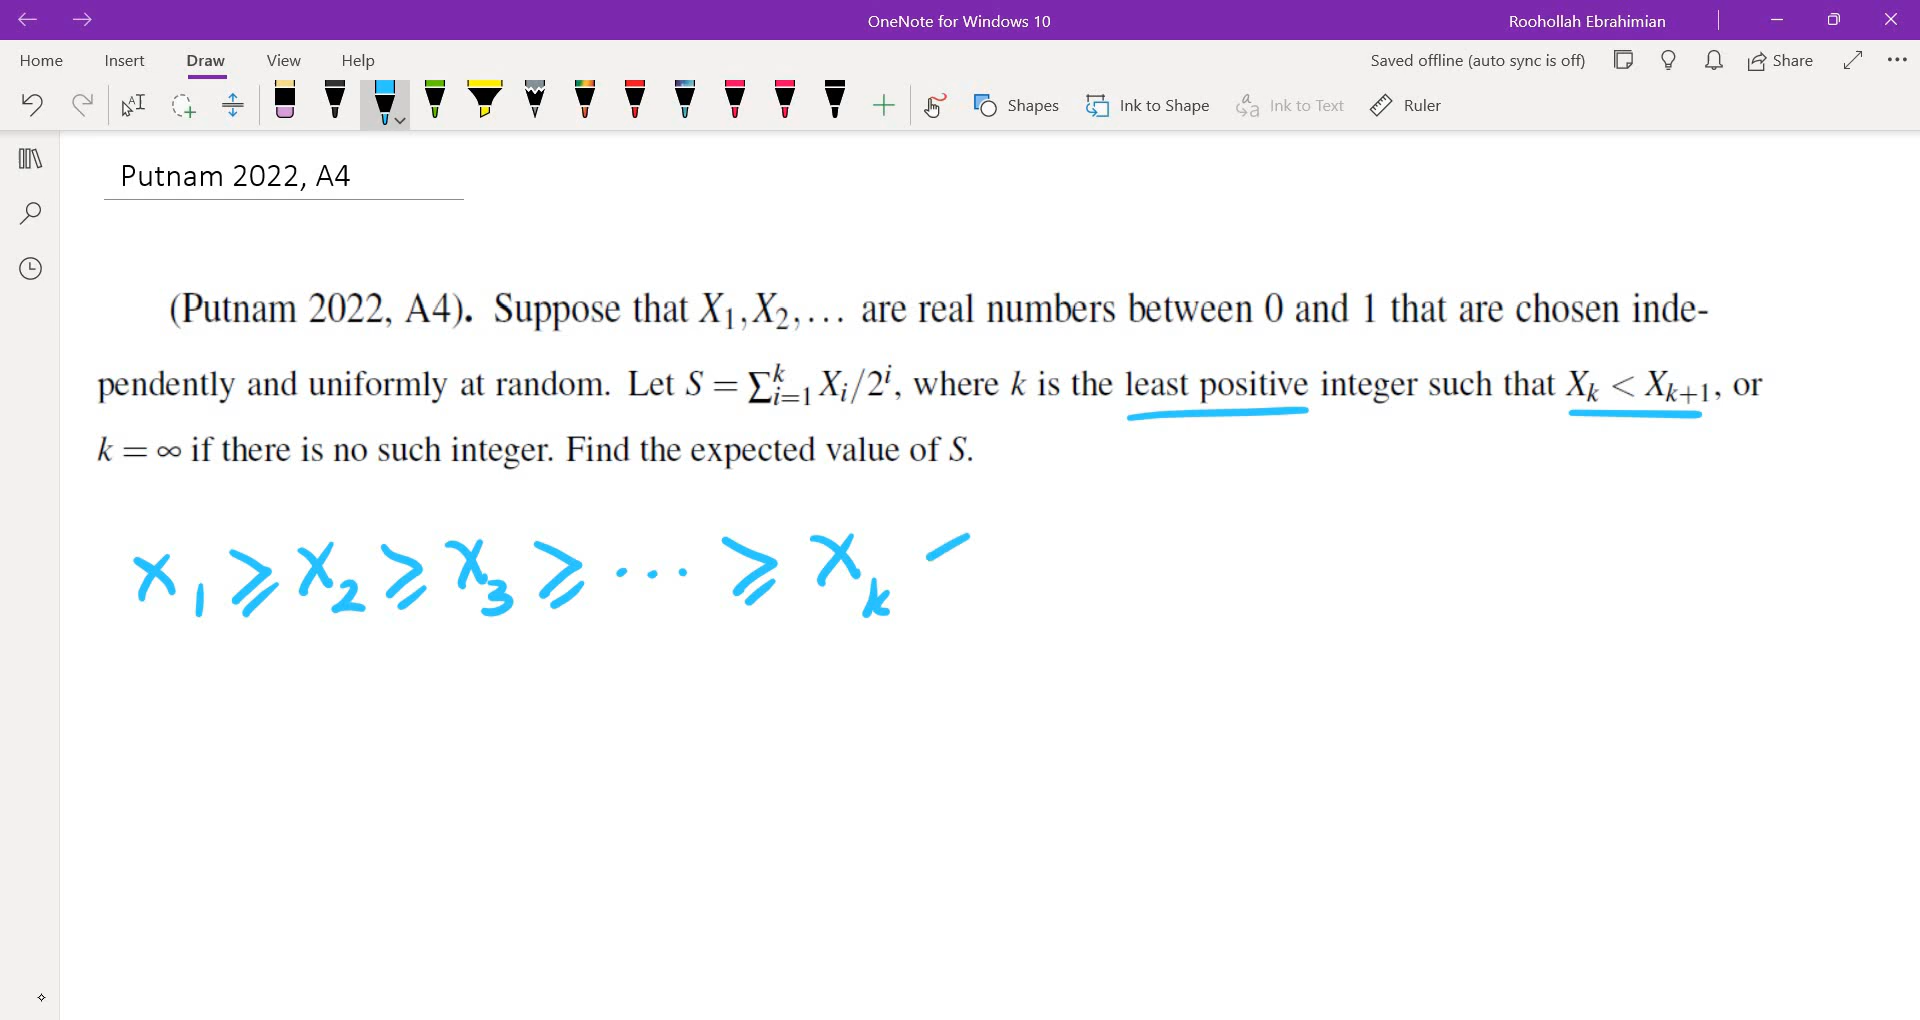 OneNote for Windows 10
Roohollah Ebrahimian
Home Insert Draw View Help
Saved offline (auto sync is off) Share
Shapes Ink to Shape Ink to Text Ruler
Putnam 2022, A4
(Putnam 2022, A4). Suppose that X₁, X₂, ... are real numbers between 0 and 1 that are chosen inde-
pendently and uniformly at random. Let S = ∑ᵢ₌₁ᵏ Xᵢ/2ⁱ, where k is the least positive integer such that Xₖ < Xₖ₊₁, or
k = ∞ if there is no such integer. Find the expected value of S.
X₁ ⩾ X₂ ⩾ X₃ ⩾ ... ⩾ Xₖ